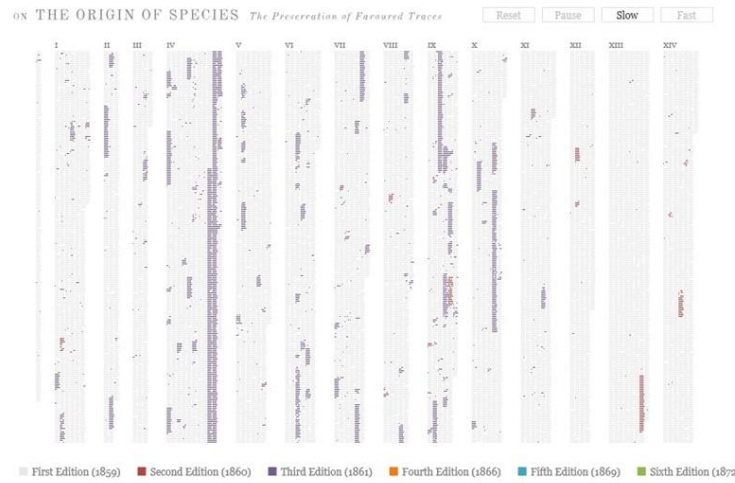 ON THE ORIGIN OF SPECIES The Preservation of Favoured Traces Reset Pause Slow Fast
I II III IV V VI VII VIII IX X XI XII XIII XIV
First Edition (1859) Second Edition (1860) Third Edition (1861) Fourth Edition (1866) Fifth Edition (1869) Sixth Edition (1872